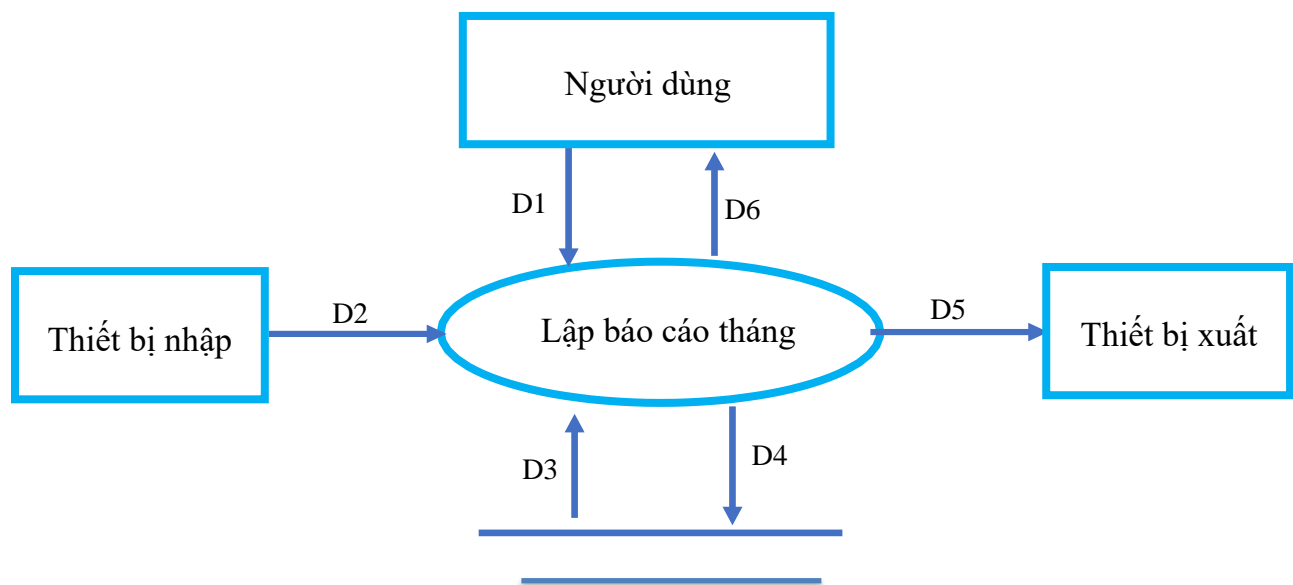 Người dùng
D1
D6
Thiết bị nhập
D2
Lập báo cáo tháng
D5
Thiết bị xuất
D3
D4